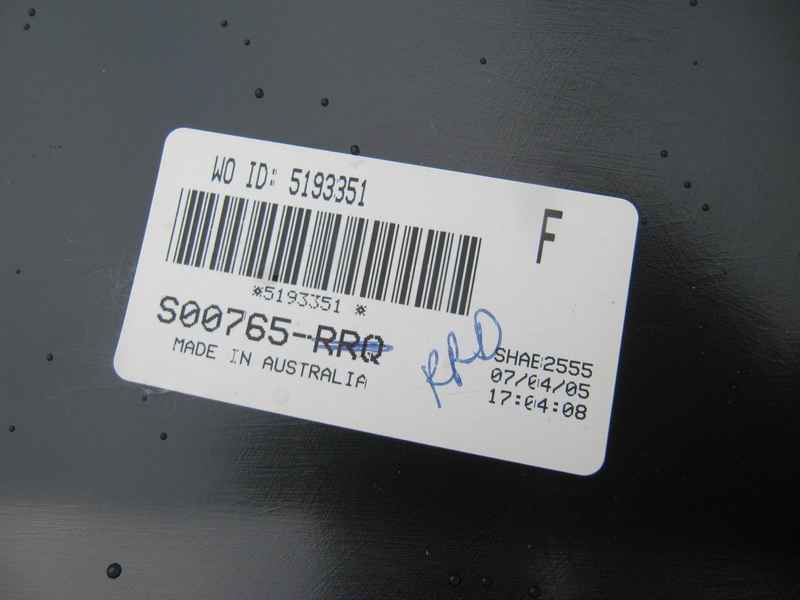 WO ID: 5193351
F
*5193351 *
S00765-RRQ
MADE IN AUSTRALIA
RRD
SHAE2555
07/04/05
17:04:08